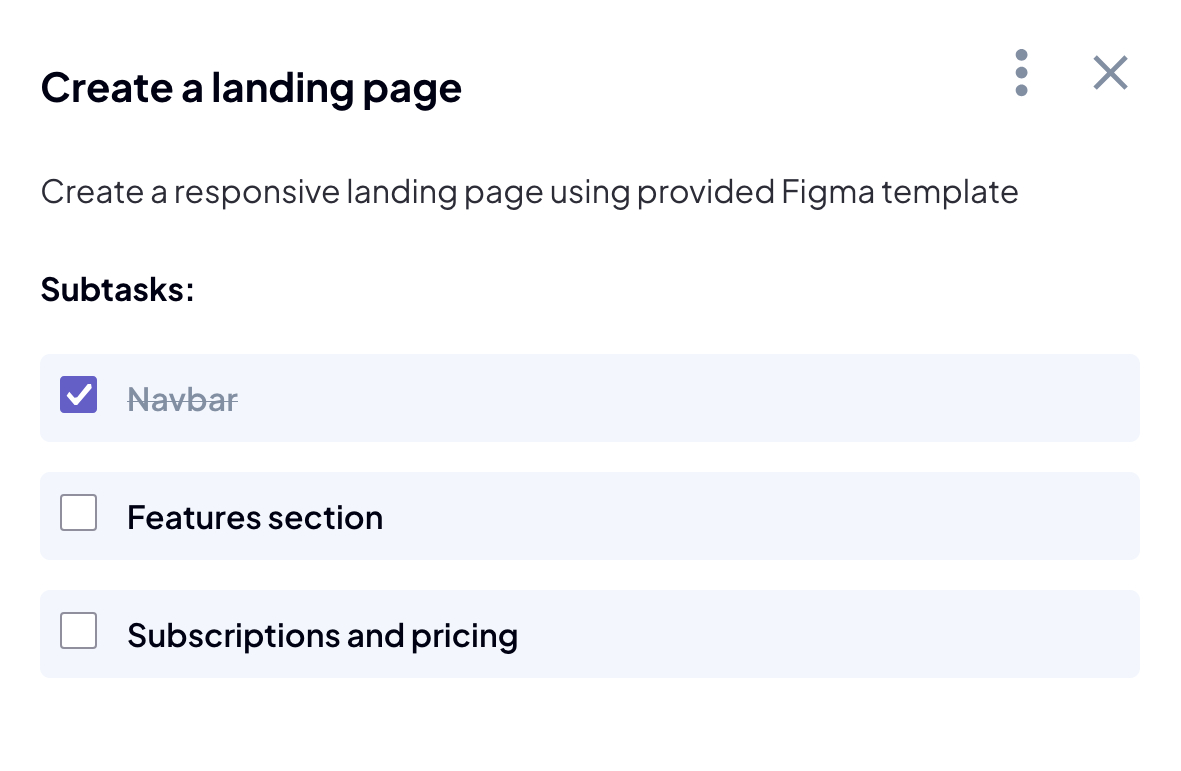 Create a landing page
Create a responsive landing page using provided Figma template
Subtasks:
Navbar
Features section
Subscriptions and pricing